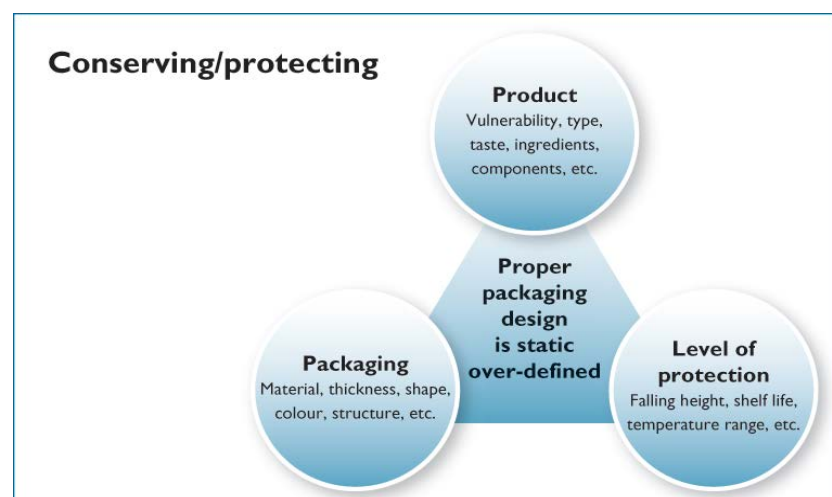 Conserving/protecting
Product
Vulnerability, type,
taste, ingredients,
components, etc.
Proper
packaging
design
is static
over-defined
Packaging
Material, thickness, shape,
colour, structure, etc.
Level of
protection
Falling height, shelf life,
temperature range, etc.